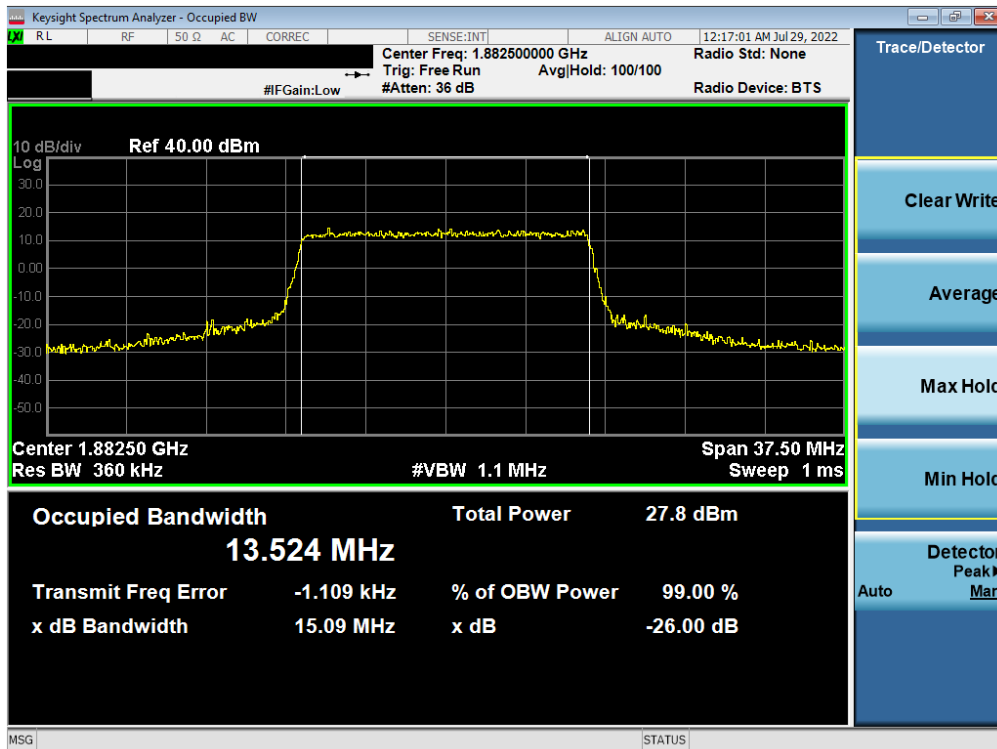 Keysight Spectrum Analyzer - Occupied BW
LXI RL RF 50 Ω AC CORREC SENSE:INT ALIGN AUTO 12:17:01 AM Jul 29, 2022
Center Freq: 1.882500000 GHz Radio Std: None
Trig: Free Run Avg|Hold: 100/100
#IFGain:Low #Atten: 36 dB Radio Device: BTS
Trace/Detector
10 dB/div Ref 40.00 dBm
Log
30.0
20.0
10.0
0.00
-10.0
-20.0
-30.0
-40.0
-50.0
Center 1.88250 GHz Span 37.50 MHz
Res BW 360 kHz #VBW 1.1 MHz Sweep 1 ms
Occupied Bandwidth Total Power 27.8 dBm
13.524 MHz
Transmit Freq Error -1.109 kHz % of OBW Power 99.00 %
x dB Bandwidth 15.09 MHz x dB -26.00 dB
Clear Write
Average
Max Hold
Min Hold
Detector
Peak
Auto Man
MSG STATUS